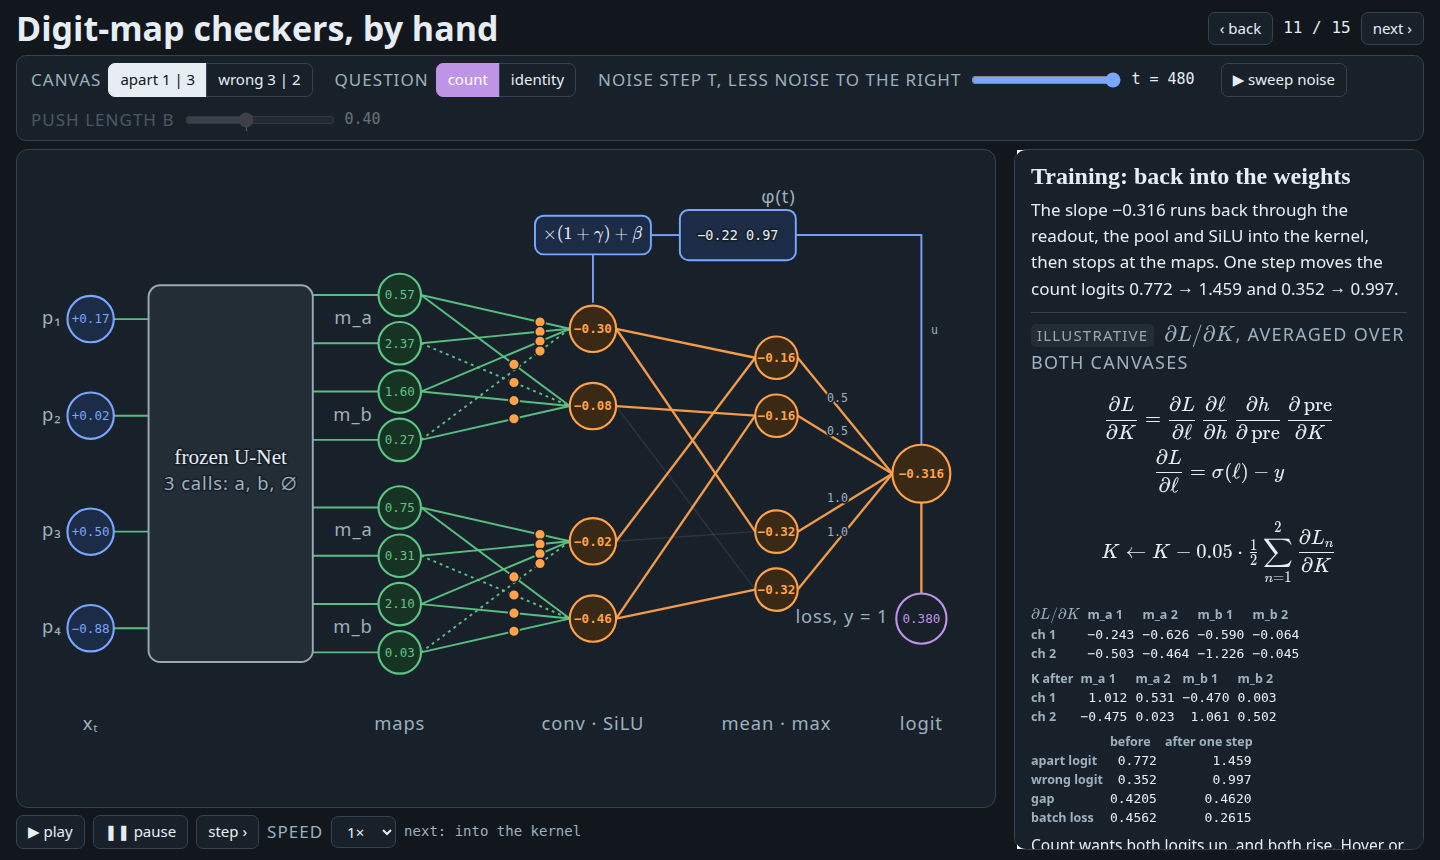 Digit-map checkers, by hand
‹ back 11 / 15 next ›
CANVAS apart 1 | 3 wrong 3 | 2 QUESTION count identity NOISE STEP T, LESS NOISE TO THE RIGHT t = 480 ▶ sweep noise
PUSH LENGTH B 0.40
φ(t)
×(1 + γ) + β −0.22 0.97
p₁ +0.17
p₂ +0.02
p₃ +0.50
p₄ −0.88
frozen U-Net
3 calls: a, b, ∅
0.57
m_a
2.37
1.60
m_b
0.27
0.75
m_a
0.31
2.10
m_b
0.03
−0.30
−0.08
−0.02
−0.46
−0.16
−0.16
−0.32
−0.32
0.5
0.5
1.0
1.0
u
−0.316
loss, y = 1 0.380
xₜ maps conv · SiLU mean · max logit
▶ play ❚❚ pause step › SPEED 1× next: into the kernel
Training: back into the weights
The slope −0.316 runs back through the
readout, the pool and SiLU into the kernel,
then stops at the maps. One step moves the
count logits 0.772 → 1.459 and 0.352 → 0.997.
ILLUSTRATIVE ∂L/∂K, AVERAGED OVER
BOTH CANVASES
∂L/∂K = ∂L/∂ℓ ∂ℓ/∂h ∂h/∂ pre ∂ pre/∂K
∂L/∂ℓ = σ(ℓ) − y
K ← K − 0.05 · ½ ∑ₙ₌₁² ∂Lₙ/∂K
∂L/∂K m_a 1 m_a 2 m_b 1 m_b 2
ch 1 −0.243 −0.626 −0.590 −0.064
ch 2 −0.503 −0.464 −1.226 −0.045
K after m_a 1 m_a 2 m_b 1 m_b 2
ch 1 1.012 0.531 −0.470 0.003
ch 2 −0.475 0.023 1.061 0.502
before after one step
apart logit 0.772 1.459
wrong logit 0.352 0.997
gap 0.4205 0.4620
batch loss 0.4562 0.2615
Count wants both logits up, and both rise. Hover or